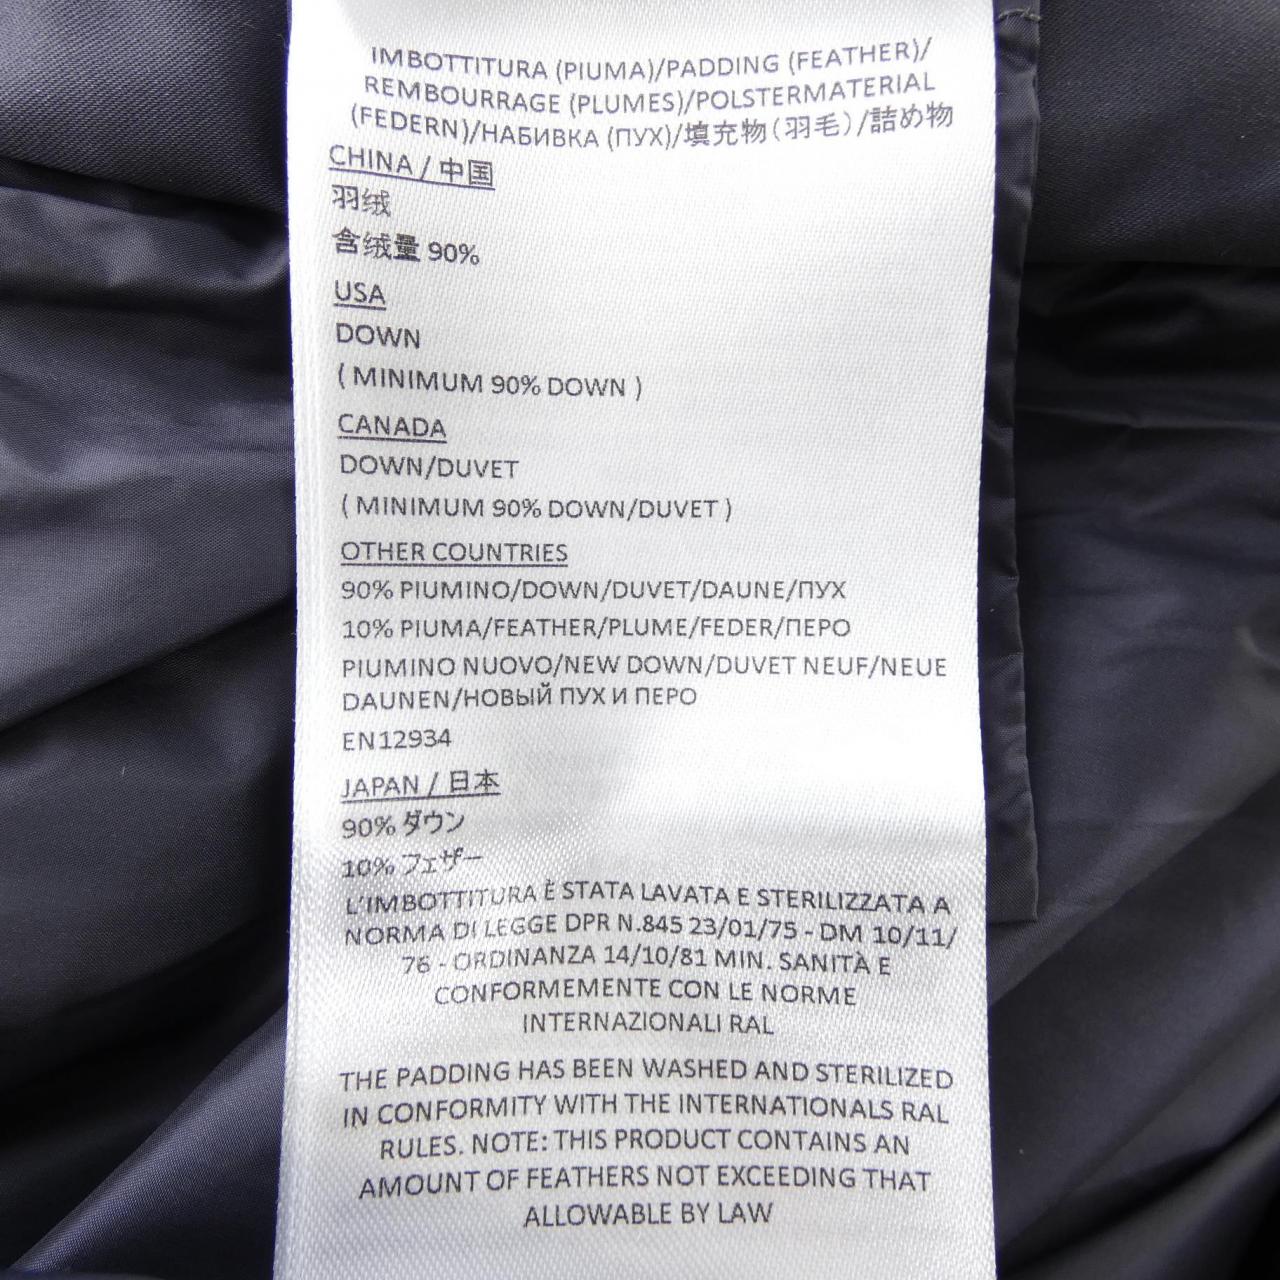 IMBOTTITURA (PIUMA)/PADDING (FEATHER)/
REMBOURRAGE (PLUMES)/POLSTERMATERIAL
(FEDERN)/НАБИВКА (ПУХ)/填充物(羽毛)/詰め物
CHINA / 中国
羽绒
含绒量 90%
USA
DOWN
( MINIMUM 90% DOWN )
CANADA
DOWN/DUVET
( MINIMUM 90% DOWN/DUVET )
OTHER COUNTRIES
90% PIUMINO/DOWN/DUVET/DAUNE/ПУХ
10% PIUMA/FEATHER/PLUME/FEDER/ПЕРО
PIUMINO NUOVO/NEW DOWN/DUVET NEUF/NEUE
DAUNEN/НОВЫЙ ПУХ И ПЕРО
EN12934
JAPAN / 日本
90% ダウン
10% フェザー
L'IMBOTTITURA È STATA LAVATA E STERILIZZATA A
NORMA DI LEGGE DPR N.845 23/01/75 - DM 10/11/
76 - ORDINANZA 14/10/81 MIN. SANITÀ E
CONFORMEMENTE CON LE NORME
INTERNAZIONALI RAL
THE PADDING HAS BEEN WASHED AND STERILIZED
IN CONFORMITY WITH THE INTERNATIONALS RAL
RULES. NOTE: THIS PRODUCT CONTAINS AN
AMOUNT OF FEATHERS NOT EXCEEDING THAT
ALLOWABLE BY LAW